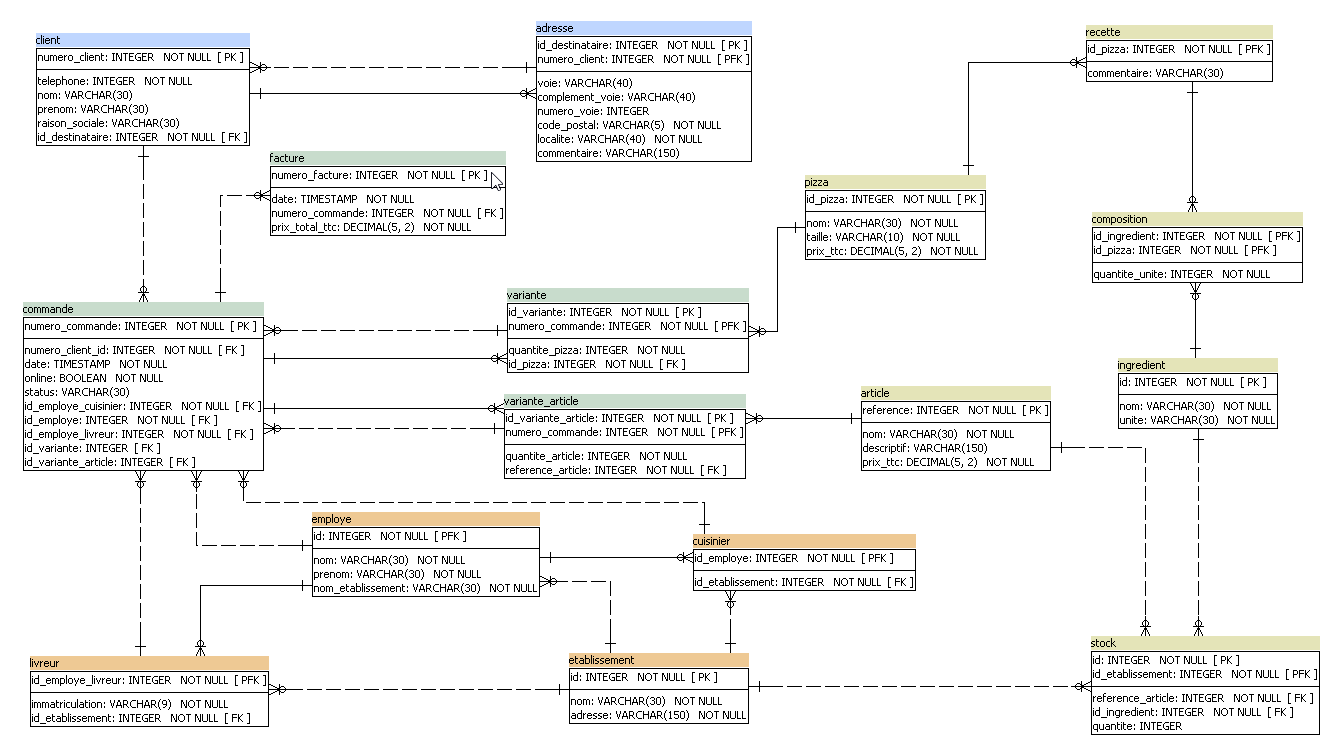 client
numero_client: INTEGER NOT NULL [ PK ]
telephone: INTEGER NOT NULL
nom: VARCHAR(30)
prenom: VARCHAR(30)
raison_sociale: VARCHAR(30)
id_destinataire: INTEGER NOT NULL [ FK ]
adresse
id_destinataire: INTEGER NOT NULL [ PK ]
numero_client: INTEGER NOT NULL [ PFK ]
voie: VARCHAR(40)
complement_voie: VARCHAR(40)
numero_voie: INTEGER
code_postal: VARCHAR(5) NOT NULL
localite: VARCHAR(40) NOT NULL
commentaire: VARCHAR(150)
recette
id_pizza: INTEGER NOT NULL [ PFK ]
commentaire: VARCHAR(30)
facture
numero_facture: INTEGER NOT NULL [ PK ]
date: TIMESTAMP NOT NULL
numero_commande: INTEGER NOT NULL [ FK ]
prix_total_ttc: DECIMAL(5, 2) NOT NULL
pizza
id_pizza: INTEGER NOT NULL [ PK ]
nom: VARCHAR(30) NOT NULL
taille: VARCHAR(10) NOT NULL
prix_ttc: DECIMAL(5, 2) NOT NULL
composition
id_ingredient: INTEGER NOT NULL [ PFK ]
id_pizza: INTEGER NOT NULL [ PFK ]
quantite_unite: INTEGER NOT NULL
commande
numero_commande: INTEGER NOT NULL [ PK ]
numero_client_id: INTEGER NOT NULL [ FK ]
date: TIMESTAMP NOT NULL
online: BOOLEAN NOT NULL
status: VARCHAR(30)
id_employe_cuisinier: INTEGER NOT NULL [ FK ]
id_employe: INTEGER NOT NULL [ FK ]
id_employe_livreur: INTEGER NOT NULL [ FK ]
id_variante: INTEGER [ FK ]
id_variante_article: INTEGER [ FK ]
variante
id_variante: INTEGER NOT NULL [ PK ]
numero_commande: INTEGER NOT NULL [ PFK ]
quantite_pizza: INTEGER NOT NULL
id_pizza: INTEGER NOT NULL [ FK ]
variante_article
id_variante_article: INTEGER NOT NULL [ PK ]
numero_commande: INTEGER NOT NULL [ PFK ]
quantite_article: INTEGER NOT NULL
reference_article: INTEGER NOT NULL [ FK ]
article
reference: INTEGER NOT NULL [ PK ]
nom: VARCHAR(30) NOT NULL
descriptif: VARCHAR(150)
prix_ttc: DECIMAL(5, 2) NOT NULL
ingredient
id: INTEGER NOT NULL [ PK ]
nom: VARCHAR(30) NOT NULL
unite: VARCHAR(30) NOT NULL
employe
id: INTEGER NOT NULL [ PFK ]
nom: VARCHAR(30) NOT NULL
prenom: VARCHAR(30) NOT NULL
nom_etablissement: VARCHAR(30) NOT NULL
cuisinier
id_employe: INTEGER NOT NULL [ PFK ]
id_etablissement: INTEGER NOT NULL [ FK ]
livreur
id_employe_livreur: INTEGER NOT NULL [ PFK ]
immatriculation: VARCHAR(9) NOT NULL
id_etablissement: INTEGER NOT NULL [ FK ]
etablissement
id: INTEGER NOT NULL [ PK ]
nom: VARCHAR(30) NOT NULL
adresse: VARCHAR(150) NOT NULL
stock
id: INTEGER NOT NULL [ PK ]
id_etablissement: INTEGER NOT NULL [ PFK ]
reference_article: INTEGER NOT NULL [ FK ]
id_ingredient: INTEGER NOT NULL [ FK ]
quantite: INTEGER